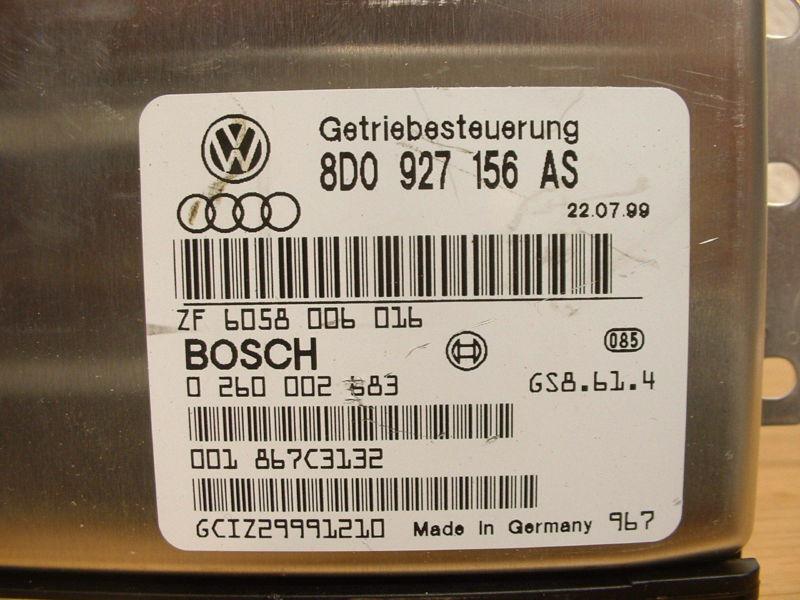 Getriebesteuerung
8D0 927 156 AS
22.07.99
ZF 6058 006 016
BOSCH
085
0 260 002 683
GS8.61.4
001 867C3132
GCIZ29991210 Made In Germany 967